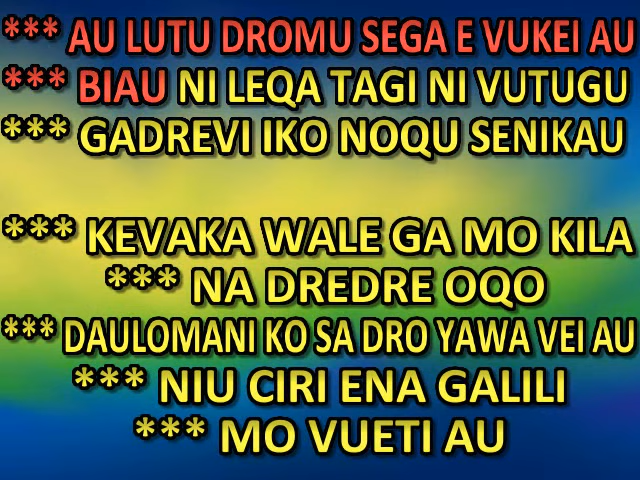 *** AU LUTU DROMU SEGA E VUKEI AU
*** BIAU NI LEQA TAGI NI VUTUGU
*** GADREVI IKO NOQU SENIKAU
*** KEVAKA WALE GA MO KILA
*** NA DREDRE OQO
*** DAULOMANI KO SA DRO YAWA VEI AU
*** NIU CIRI ENA GALILI
*** MO VUETI AU